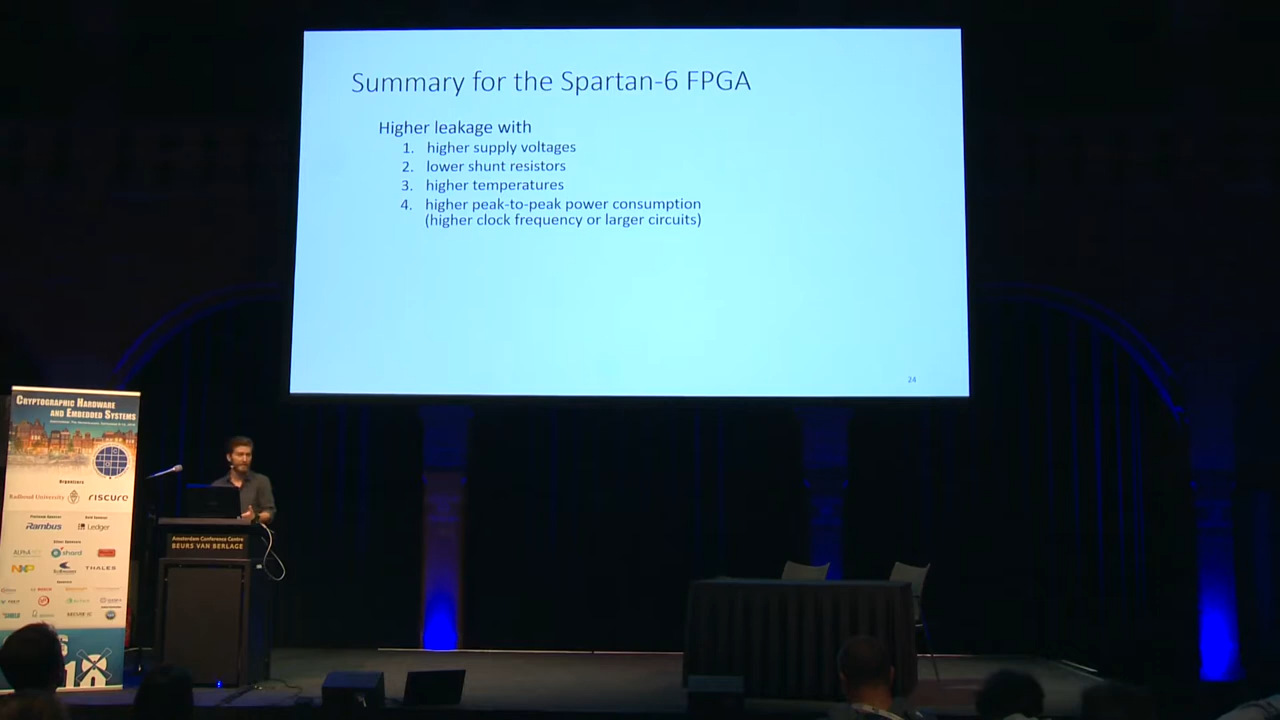 Summary for the Spartan-6 FPGA
Higher leakage with
1. higher supply voltages
2. lower shunt resistors
3. higher temperatures
4. higher peak-to-peak power consumption
(higher clock frequency or larger circuits)
24
CRYPTOGRAPHIC HARDWARE
AND EMBEDDED SYSTEMS
Organizers
Radboud University
riscure
Rambus
Ledger
NXP
THALES
Amsterdam Conference Centre
BEURS VAN BERLAGE